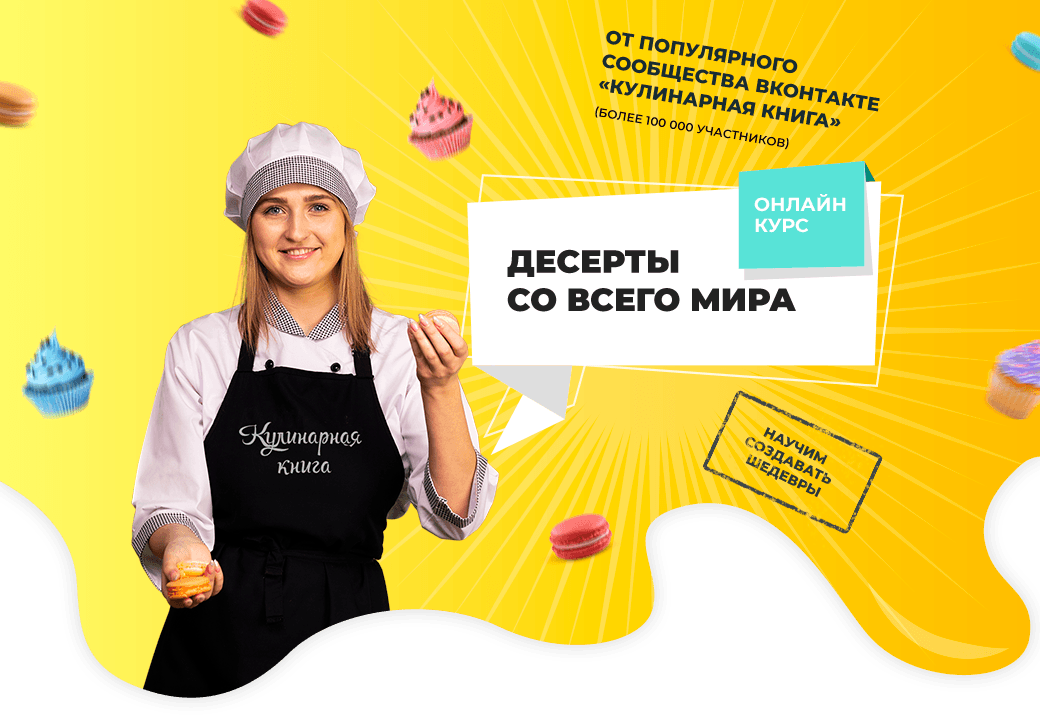 ОТ ПОПУЛЯРНОГО
СООБЩЕСТВА ВКОНТАКТЕ
«КУЛИНАРНАЯ КНИГА»
(БОЛЕЕ 100 000 УЧАСТНИКОВ)
ОНЛАЙН
КУРС
ДЕСЕРТЫ
СО ВСЕГО МИРА
Кулинарная
книга
НАУЧИМ
СОЗДАВАТЬ
ШЕДЕВРЫ